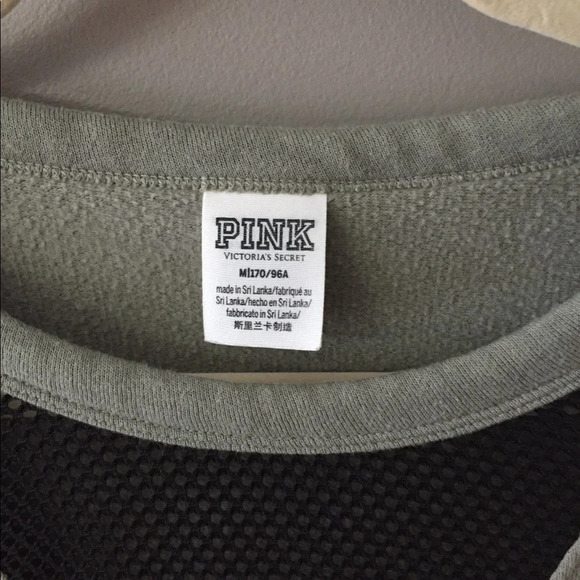 PINK
VICTORIA'S SECRET
M|170/96A
made in Sri Lanka/fabriqué au
Sri Lanka/hecho en Sri Lanka/
fabbricato in Sri Lanka/
斯里兰卡制造